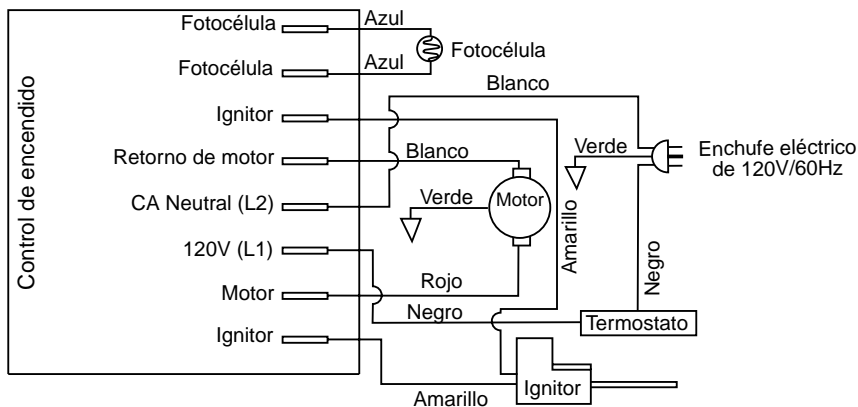 Control de encendido
Fotocélula
Azul
Fotocélula
Fotocélula
Azul
Blanco
Ignitor
Retorno de motor
Blanco
Verde
Enchufe eléctrico
de 120V/60Hz
CA Neutral (L2)
Verde
Motor
Amarillo
120V (L1)
Negro
Motor
Rojo
Negro
Termostato
Ignitor
Amarillo
Ignitor